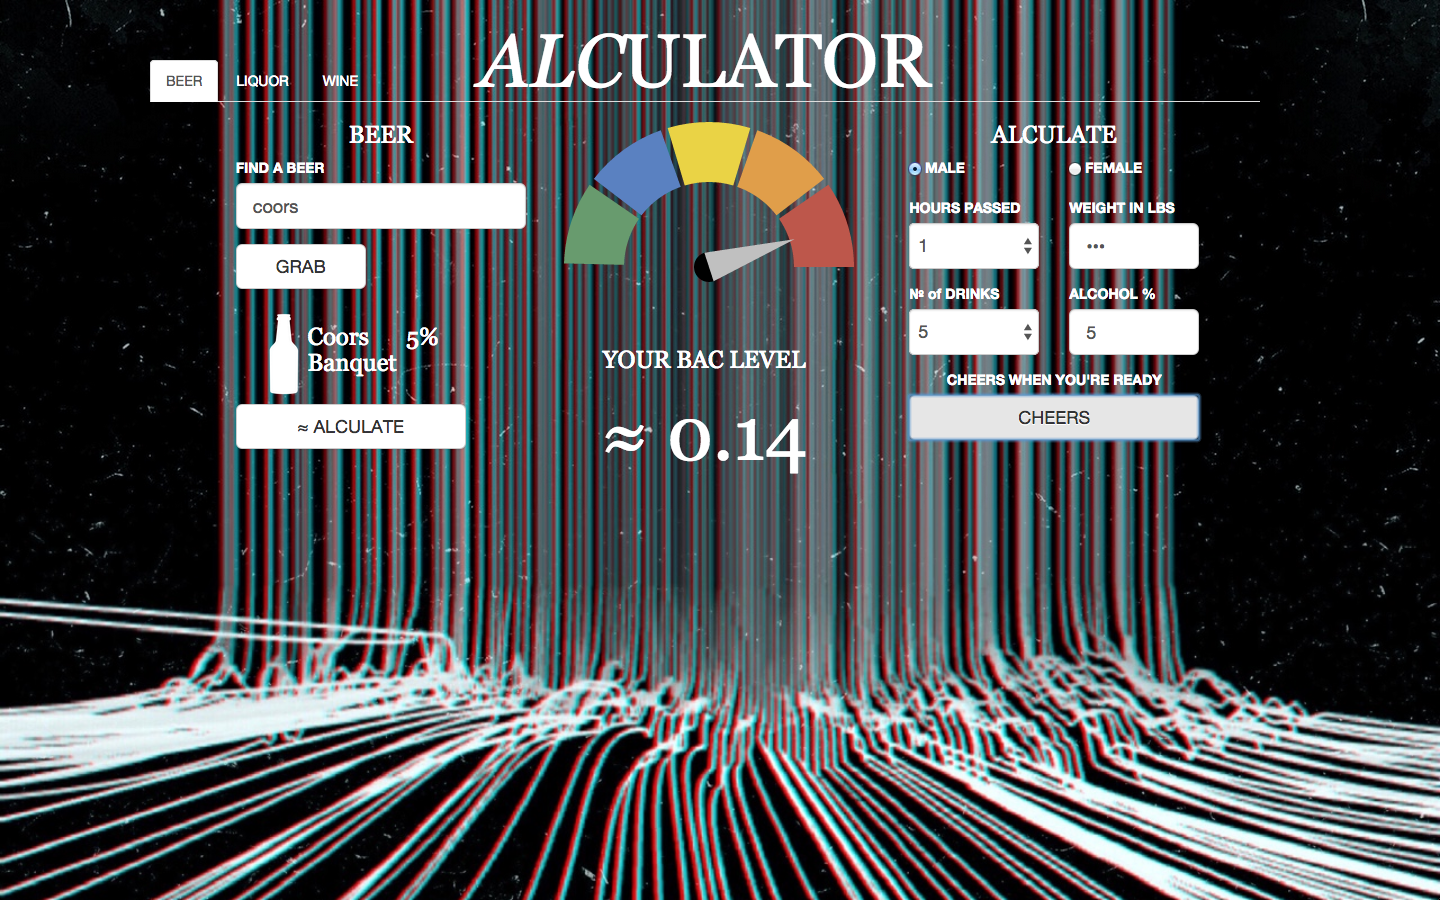 ALCULATOR
BEER
LIQUOR
WINE
BEER
FIND A BEER
coors
GRAB
Coors 5%
Banquet
≈ ALCULATE
YOUR BAC LEVEL
≈ 0.14
ALCULATE
MALE
FEMALE
HOURS PASSED
WEIGHT IN LBS
1
•••
№ of DRINKS
ALCOHOL %
5
5
CHEERS WHEN YOU'RE READY
CHEERS